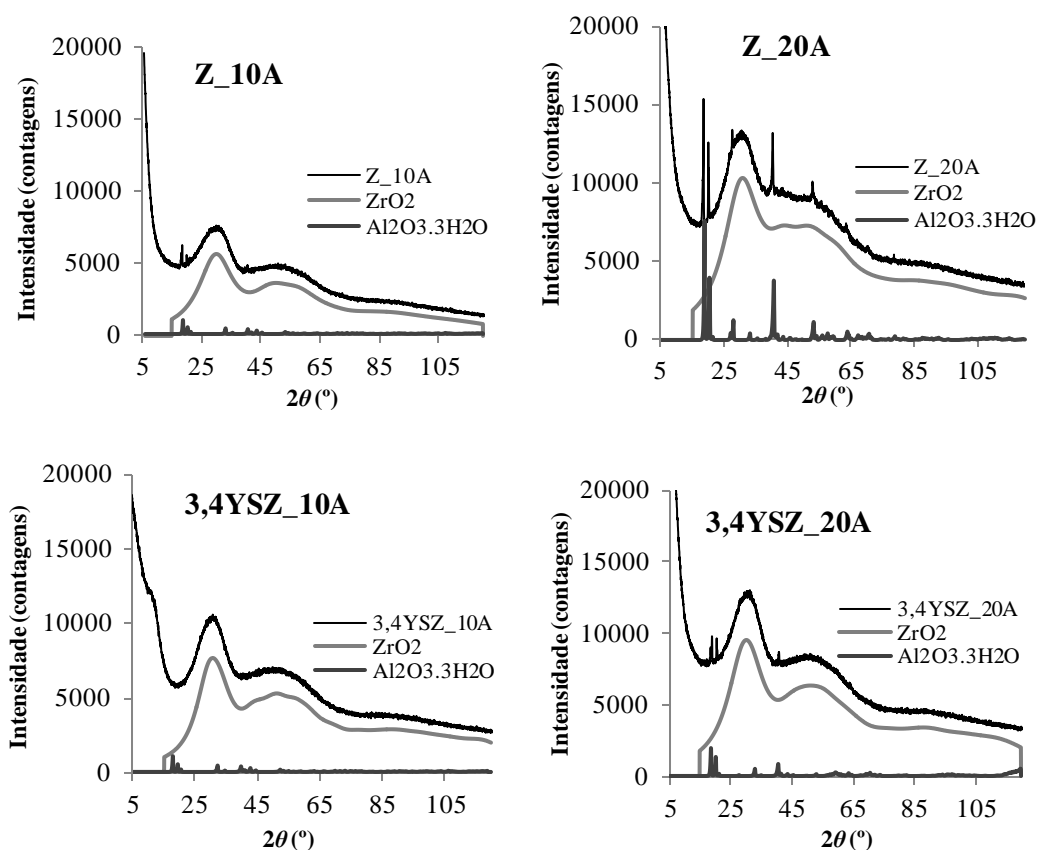 Z_10A
Intensidade (contagens)
20000
15000
10000
5000
0
Z_10A
ZrO2
Al2O3.3H2O
5 25 45 65 85 105
2θ (º)
Z_20A
Intensidade (contagens)
20000
15000
10000
5000
0
Z_20A
ZrO2
Al2O3.3H2O
5 25 45 65 85 105
2θ (º)
3,4YSZ_10A
Intensidade (contagens)
20000
15000
10000
5000
0
3,4YSZ_10A
ZrO2
Al2O3.3H2O
5 25 45 65 85 105
2θ (º)
3,4YSZ_20A
Intensidade (contagens)
20000
15000
10000
5000
0
3,4YSZ_20A
ZrO2
Al2O3.3H2O
5 25 45 65 85 105
2θ (º)